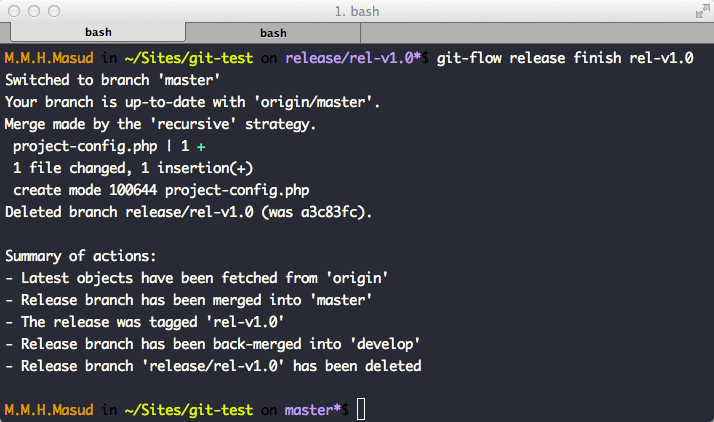 1. bash
bash
bash
M.M.H.Masud in ~/Sites/git-test on release/rel-v1.0*$ git-flow release finish rel-v1.0
Switched to branch 'master'
Your branch is up-to-date with 'origin/master'.
Merge made by the 'recursive' strategy.
 project-config.php | 1 +
 1 file changed, 1 insertion(+)
 create mode 100644 project-config.php
Deleted branch release/rel-v1.0 (was a3c83fc).
Summary of actions:
- Latest objects have been fetched from 'origin'
- Release branch has been merged into 'master'
- The release was tagged 'rel-v1.0'
- Release branch has been back-merged into 'develop'
- Release branch 'release/rel-v1.0' has been deleted
M.M.H.Masud in ~/Sites/git-test on master*$